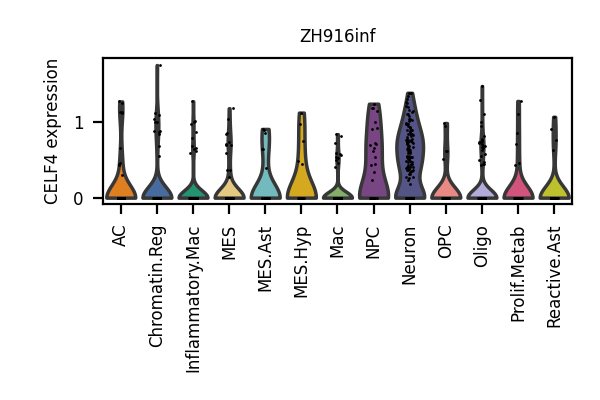 ZH916inf
CELF4 expression
1
0
AC
Chromatin.Reg
Inflammatory.Mac
MES
MES.Ast
MES.Hyp
Mac
NPC
Neuron
OPC
Oligo
Prolif.Metab
Reactive.Ast